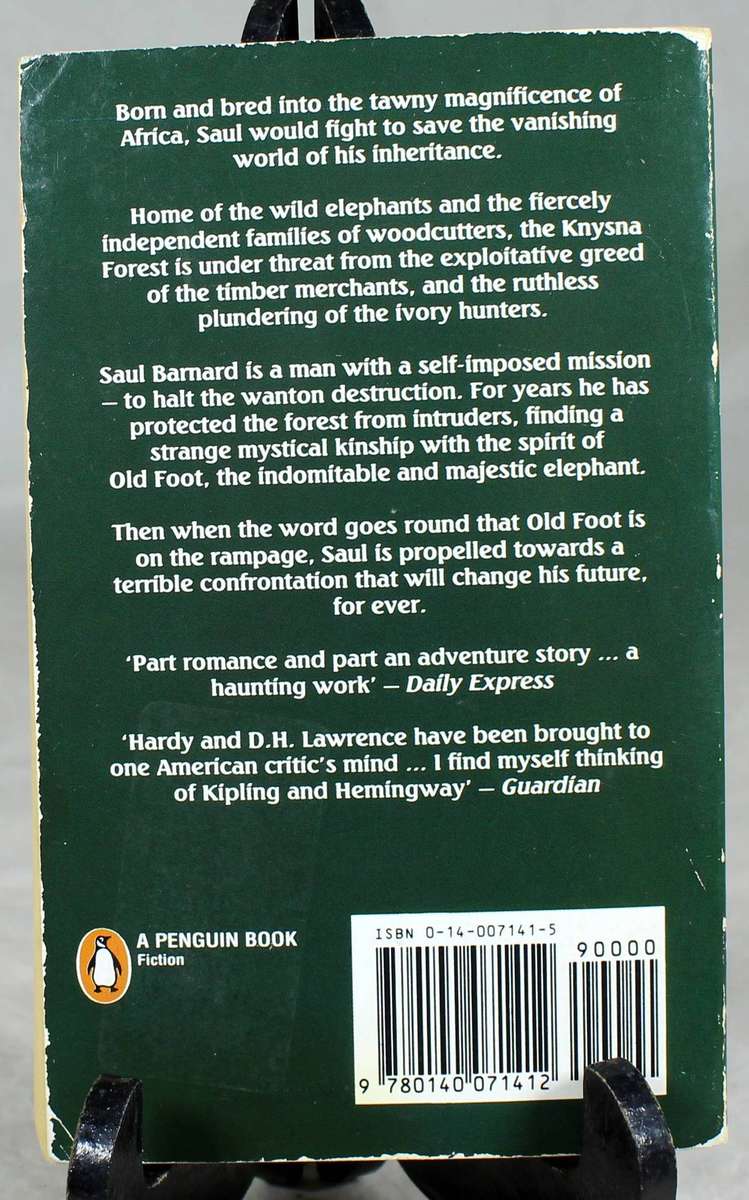 Born and bred into the tawny magnificence of
Africa, Saul would fight to save the vanishing
world of his inheritance.
Home of the wild elephants and the fiercely
independent families of woodcutters, the Knysna
Forest is under threat from the exploitative greed
of the timber merchants, and the ruthless
plundering of the ivory hunters.
Saul Barnard is a man with a self-imposed mission
– to halt the wanton destruction. For years he has
protected the forest from intruders, finding a
strange mystical kinship with the spirit of
Old Foot, the indomitable and majestic elephant.
Then when the word goes round that Old Foot is
on the rampage, Saul is propelled towards a
terrible confrontation that will change his future,
for ever.
‘Part romance and part an adventure story ... a
haunting work’ – Daily Express
‘Hardy and D.H. Lawrence have been brought to
one American critic’s mind ... I find myself thinking
of Kipling and Hemingway’ – Guardian
A PENGUIN BOOK
Fiction
ISBN 0-14-007141-5
90000
9 780140 071412